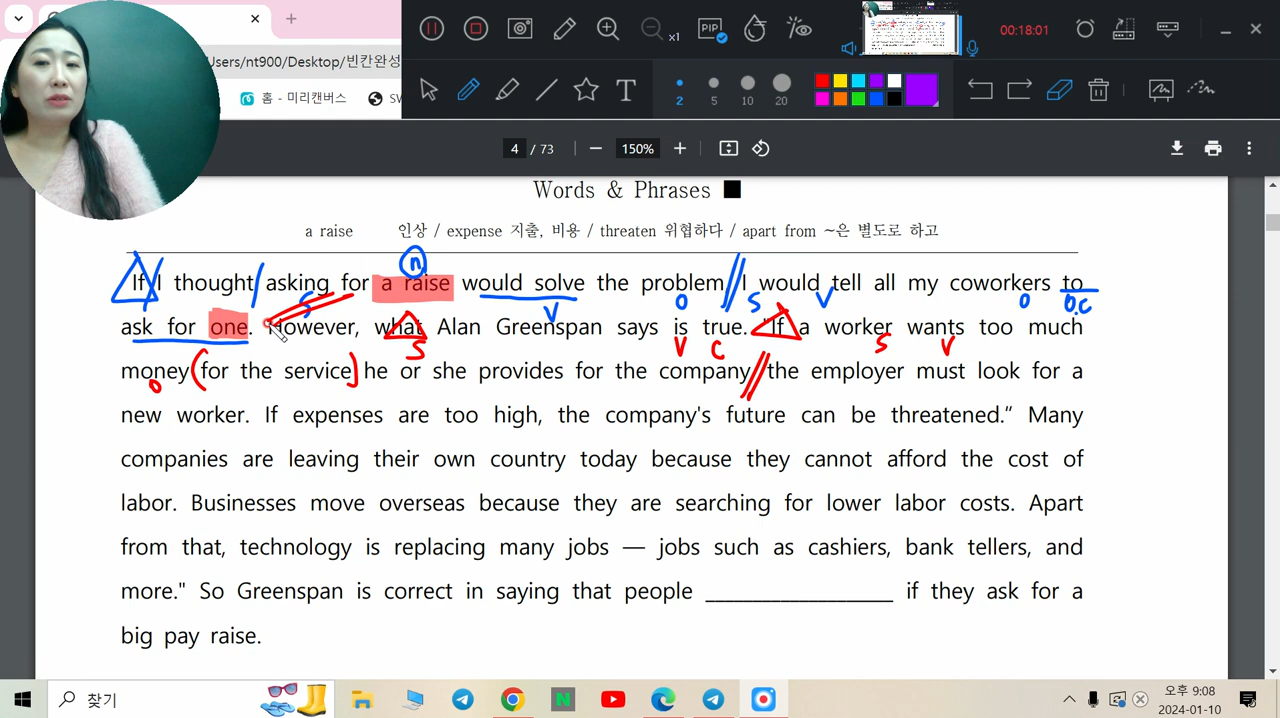 Users/nt900/Desktop/빈칸완성
홈 - 미리캔버스
x1
PIP
00:18:01
T
2 5 10 20
4 / 73 150%
Words & Phrases ■
a raise 인상 / expense 지출, 비용 / threaten 위협하다 / apart from ~은 별도로 하고
n
If I thought asking for a raise would solve the problem I would tell all my coworkers to
S V O S V O O.C
ask for one. However, what Alan Greenspan says is true. "If a worker wants too much
S V C S V
money for the service he or she provides for the company the employer must look for a
O
new worker. If expenses are too high, the company's future can be threatened." Many
companies are leaving their own country today because they cannot afford the cost of
labor. Businesses move overseas because they are searching for lower labor costs. Apart
from that, technology is replacing many jobs — jobs such as cashiers, bank tellers, and
more." So Greenspan is correct in saying that people ____________________ if they ask for a
big pay raise.
찾기
N
오후 9:08
2024-01-10